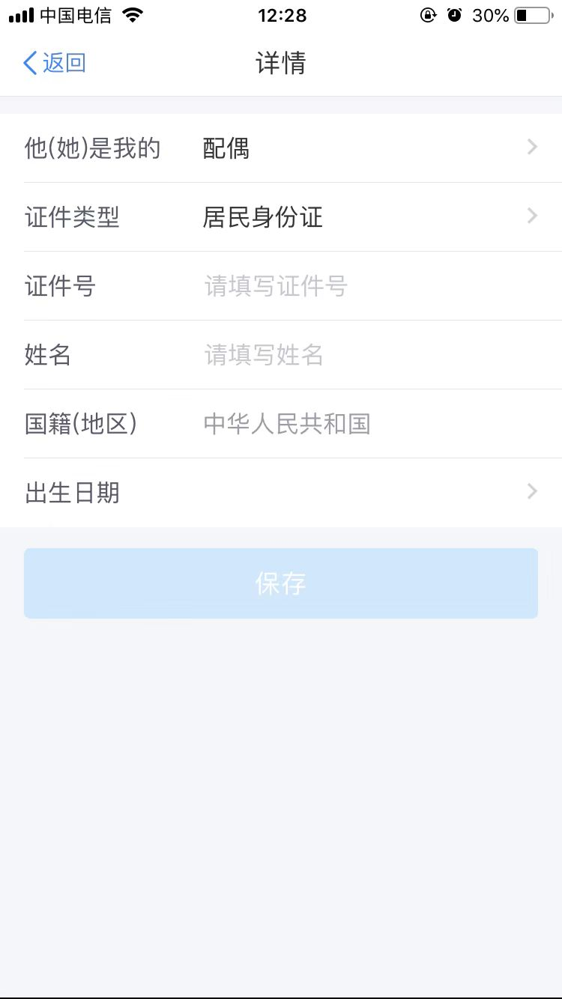 中国电信 12:28 30%
返回 详情
他(她)是我的 配偶
证件类型 居民身份证
证件号 请填写证件号
姓名 请填写姓名
国籍(地区) 中华人民共和国
出生日期
保存